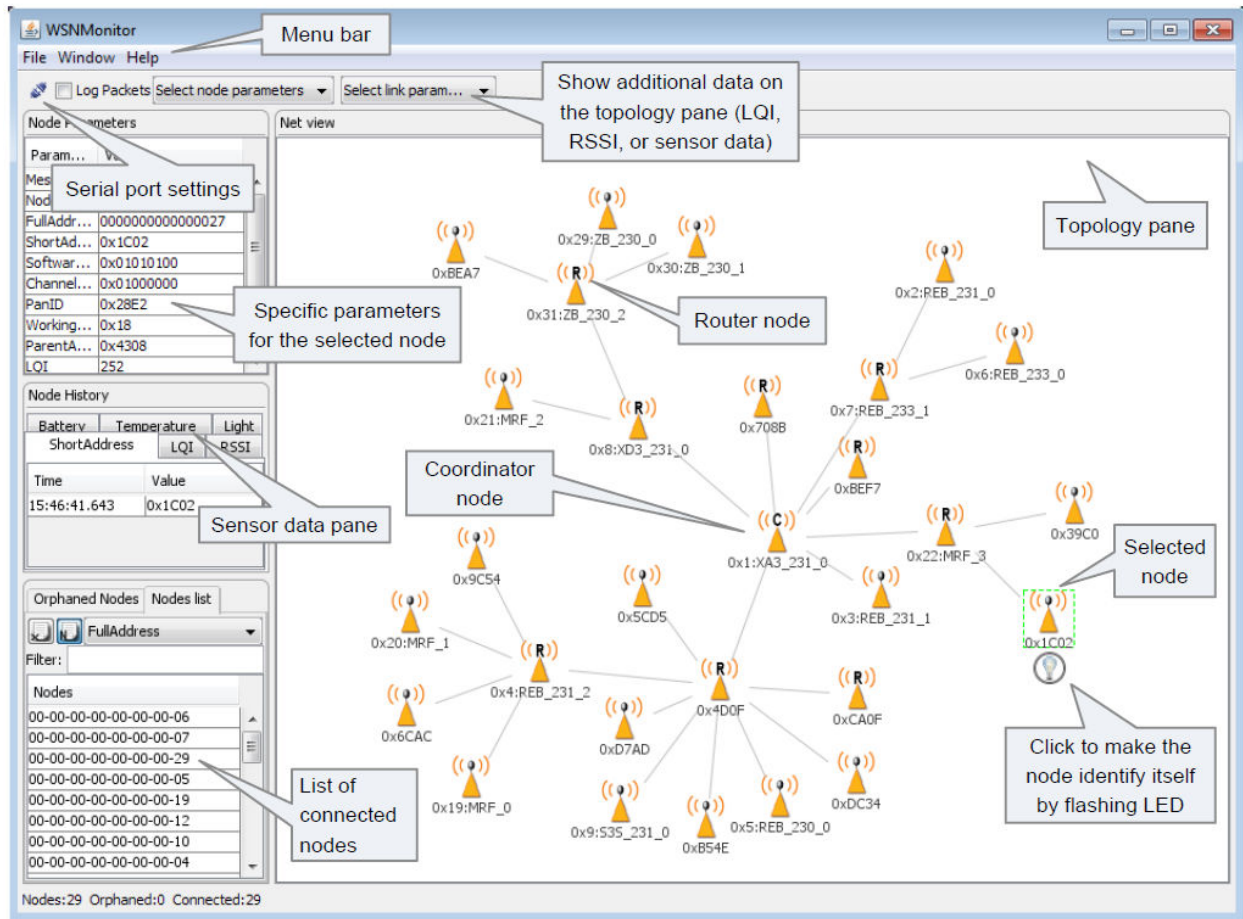 WSNMonitor
Menu bar
File Window Help
Log Packets
Select node parameters
Select link param...
Show additional data on
the topology pane (LQI,
RSSI, or sensor data)
Node Parameters
Net view
Param...
Serial port settings
Mes
Nod
FullAddr... 0000000000000027
ShortAd... 0x1C02
Softwar... 0x01010100
Channel... 0x01000000
PanID 0x28E2
Working... 0x18
ParentA... 0x4308
LQI 252
Specific parameters
for the selected node
Node History
Battery Temperature Light
ShortAddress LQI RSSI
Time Value
15:46:41.643 0x1C02
Sensor data pane
Orphaned Nodes Nodes list
FullAddress
Filter:
Nodes
00-00-00-00-00-00-00-06
00-00-00-00-00-00-00-07
00-00-00-00-00-00-00-29
00-00-00-00-00-00-00-05
00-00-00-00-00-00-00-19
00-00-00-00-00-00-00-12
00-00-00-00-00-00-00-10
00-00-00-00-00-00-00-04
List of
connected
nodes
Nodes:29 Orphaned:0 Connected:29
Topology pane
0x29:ZB_230_0
0xBEA7
0x30:ZB_230_1
R
0x31:ZB_230_2
Router node
0x2:REB_231_0
0x6:REB_233_0
R
0x7:REB_233_1
0x21:MRF_2
R
0x8:XD3_231_0
R
0x708B
R
0xBEF7
Coordinator
node
C
0x1:XA3_231_0
R
0x22:MRF_3
0x39C0
Selected
node
0x1C02
R
0x3:REB_231_1
0x9C54
0x5CD5
0x20:MRF_1
R
0x4:REB_231_2
R
0x4D0F
R
0xCA0F
0x6CAC
0xD7AD
0xDC34
0x19:MRF_0
0x9:S3S_231_0
0xB54E
0x5:REB_230_0
Click to make the
node identify itself
by flashing LED